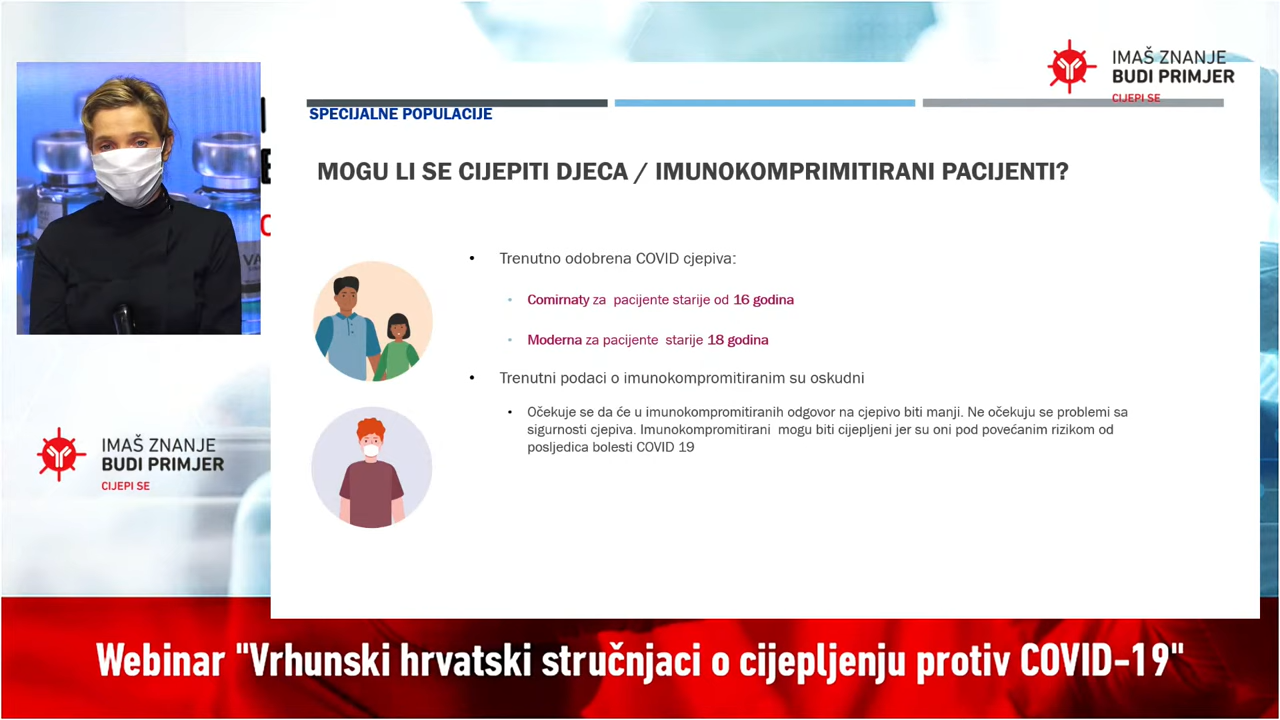 IMAŠ ZNANJE
BUDI PRIMJER
CIJEPI SE
SPECIJALNE POPULACIJE
MOGU LI SE CIJEPITI DJECA / IMUNOKOMPRIMITIRANI PACIJENTI?
• Trenutno odobrena COVID cjepiva:
• Comirnaty za pacijente starije od 16 godina
• Moderna za pacijente starije 18 godina
• Trenutni podaci o imunokompromitiranim su oskudni
• Očekuje se da će u imunokompromitiranih odgovor na cjepivo biti manji. Ne očekuju se problemi sa
sigurnosti cjepiva. Imunokompromitirani mogu biti cijepljeni jer su oni pod povećanim rizikom od
posljedica bolesti COVID 19
IMAŠ ZNANJE
BUDI PRIMJER
CIJEPI SE
Webinar "Vrhunski hrvatski stručnjaci o cijepljenju protiv COVID-19"